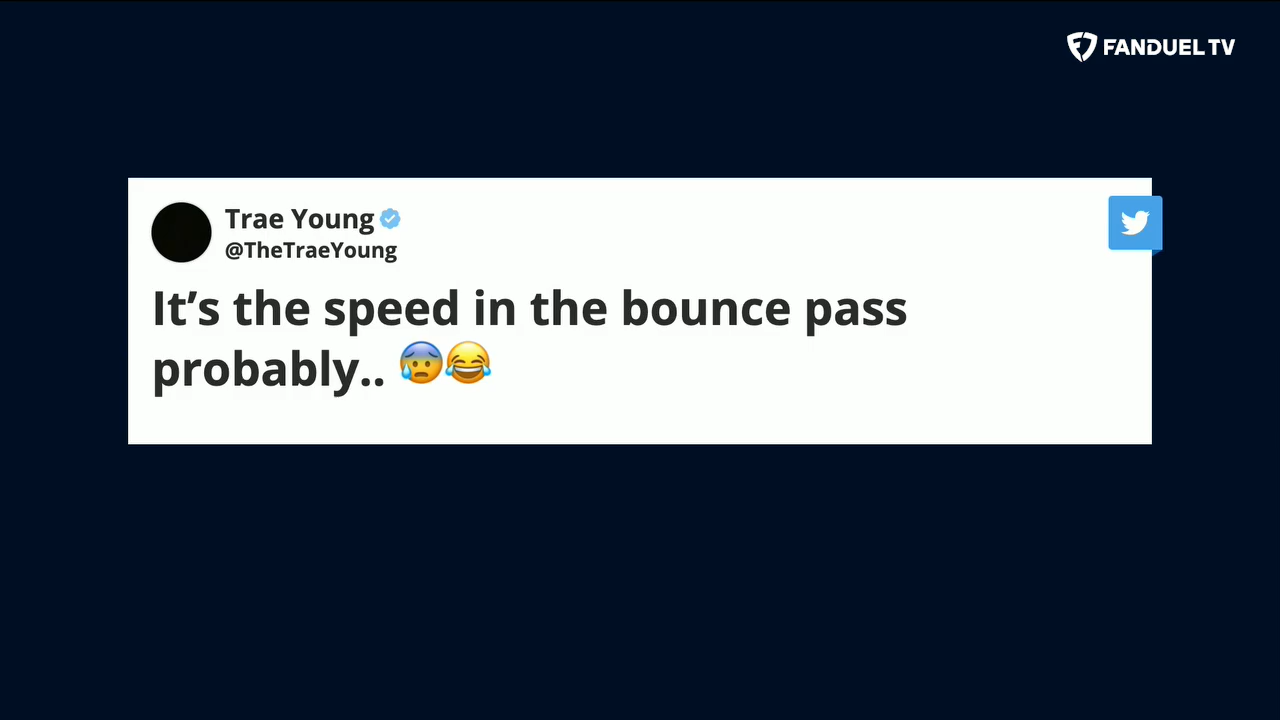 FANDUEL TV
Trae Young
@TheTraeYoung
It’s the speed in the bounce pass
probably.. 😰😂